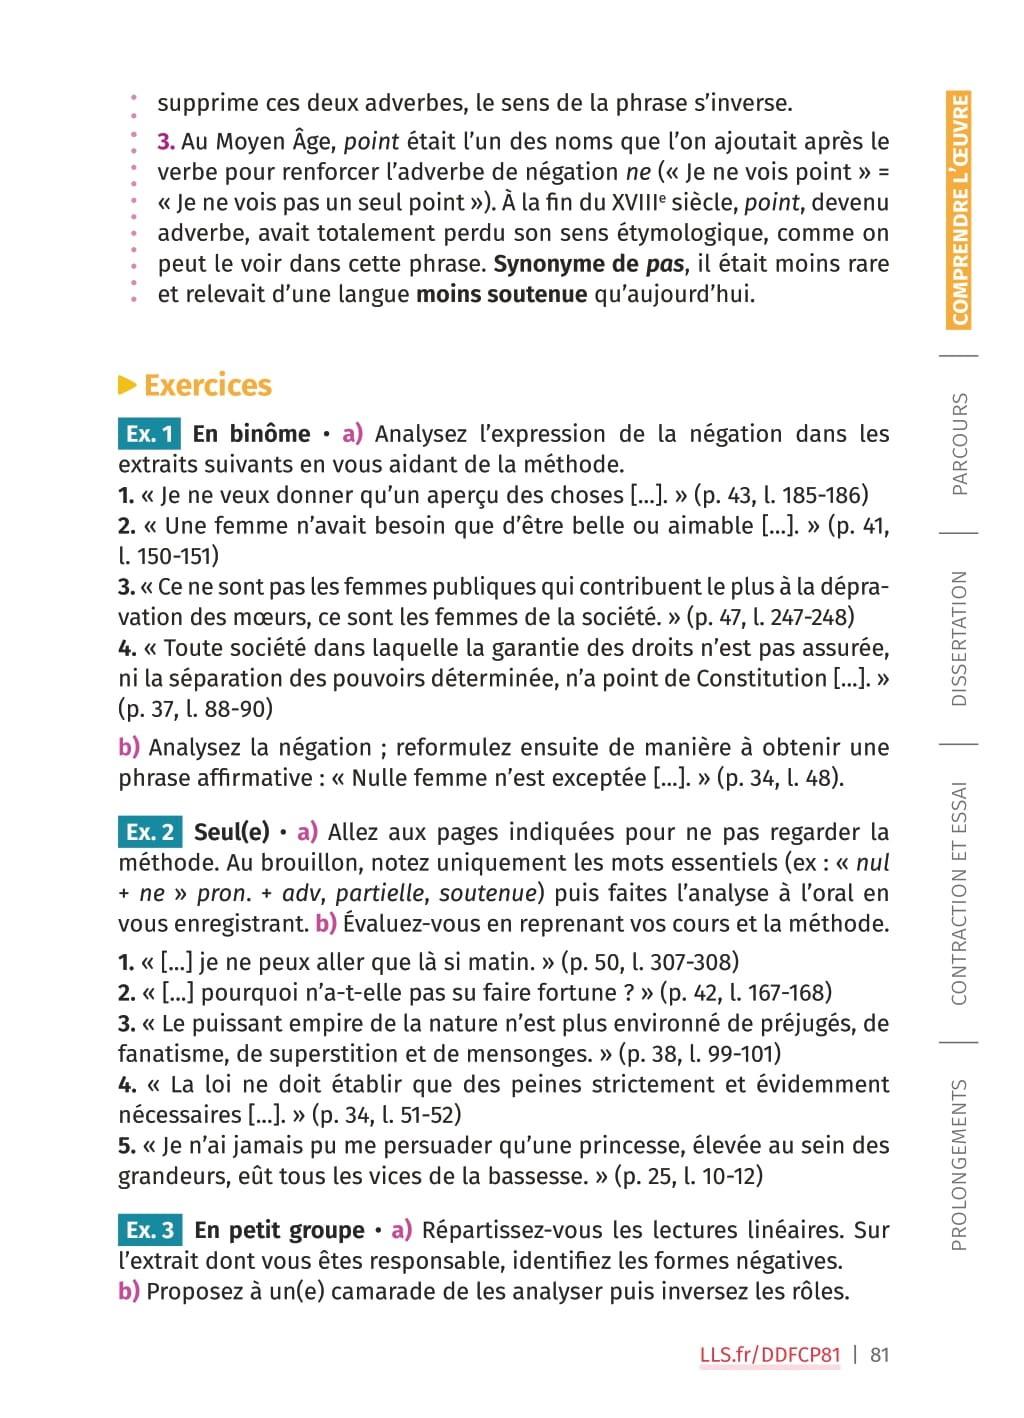 supprime ces deux adverbes, le sens de la phrase s’inverse.
3. Au Moyen Âge, point était l’un des noms que l’on ajoutait après le
verbe pour renforcer l’adverbe de négation ne (« Je ne vois point » =
« Je ne vois pas un seul point »). À la fin du XVIIIe siècle, point, devenu
adverbe, avait totalement perdu son sens étymologique, comme on
peut le voir dans cette phrase. Synonyme de pas, il était moins rare
et relevait d’une langue moins soutenue qu’aujourd’hui.
Exercices
Ex. 1 En binôme • a) Analysez l’expression de la négation dans les
extraits suivants en vous aidant de la méthode.
1. « Je ne veux donner qu’un aperçu des choses [...]. » (p. 43, l. 185-186)
2. « Une femme n’avait besoin que d’être belle ou aimable [...]. » (p. 41,
l. 150-151)
3. « Ce ne sont pas les femmes publiques qui contribuent le plus à la dépra-
vation des mœurs, ce sont les femmes de la société. » (p. 47, l. 247-248)
4. « Toute société dans laquelle la garantie des droits n’est pas assurée,
ni la séparation des pouvoirs déterminée, n’a point de Constitution [...]. »
(p. 37, l. 88-90)
b) Analysez la négation ; reformulez ensuite de manière à obtenir une
phrase affirmative : « Nulle femme n’est exceptée [...]. » (p. 34, l. 48).
Ex. 2 Seul(e) • a) Allez aux pages indiquées pour ne pas regarder la
méthode. Au brouillon, notez uniquement les mots essentiels (ex : « nul
+ ne » pron. + adv, partielle, soutenue) puis faites l’analyse à l’oral en
vous enregistrant. b) Évaluez-vous en reprenant vos cours et la méthode.
1. « [...] je ne peux aller que là si matin. » (p. 50, l. 307-308)
2. « [...] pourquoi n’a-t-elle pas su faire fortune ? » (p. 42, l. 167-168)
3. « Le puissant empire de la nature n’est plus environné de préjugés, de
fanatisme, de superstition et de mensonges. » (p. 38, l. 99-101)
4. « La loi ne doit établir que des peines strictement et évidemment
nécessaires [...]. » (p. 34, l. 51-52)
5. « Je n’ai jamais pu me persuader qu’une princesse, élevée au sein des
grandeurs, eût tous les vices de la bassesse. » (p. 25, l. 10-12)
Ex. 3 En petit groupe • a) Répartissez-vous les lectures linéaires. Sur
l’extrait dont vous êtes responsable, identifiez les formes négatives.
b) Proposez à un(e) camarade de les analyser puis inversez les rôles.
LLS.fr/DDFCP81 | 81
COMPRENDRE L’ŒUVRE
PARCOURS
DISSERTATION
CONTRACTION ET ESSAI
PROLONGEMENTS